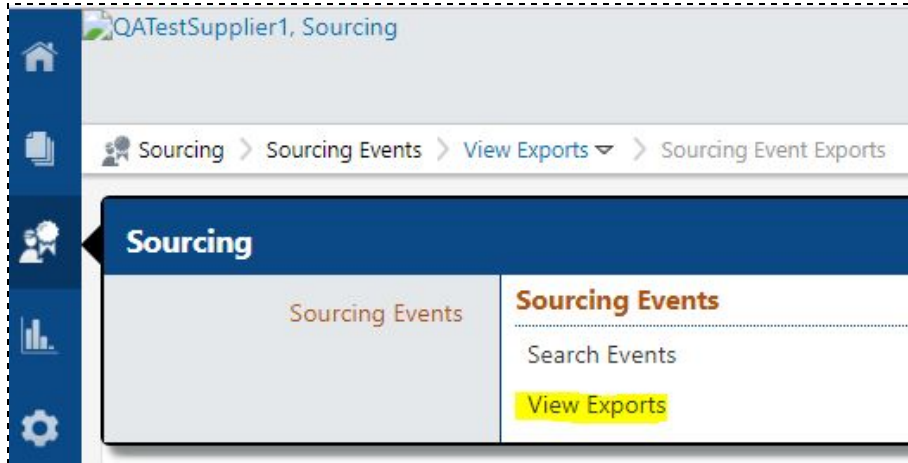 QATestSupplier1, Sourcing
Sourcing > Sourcing Events > View Exports > Sourcing Event Exports
Sourcing
Sourcing Events
Sourcing Events
Search Events
View Exports